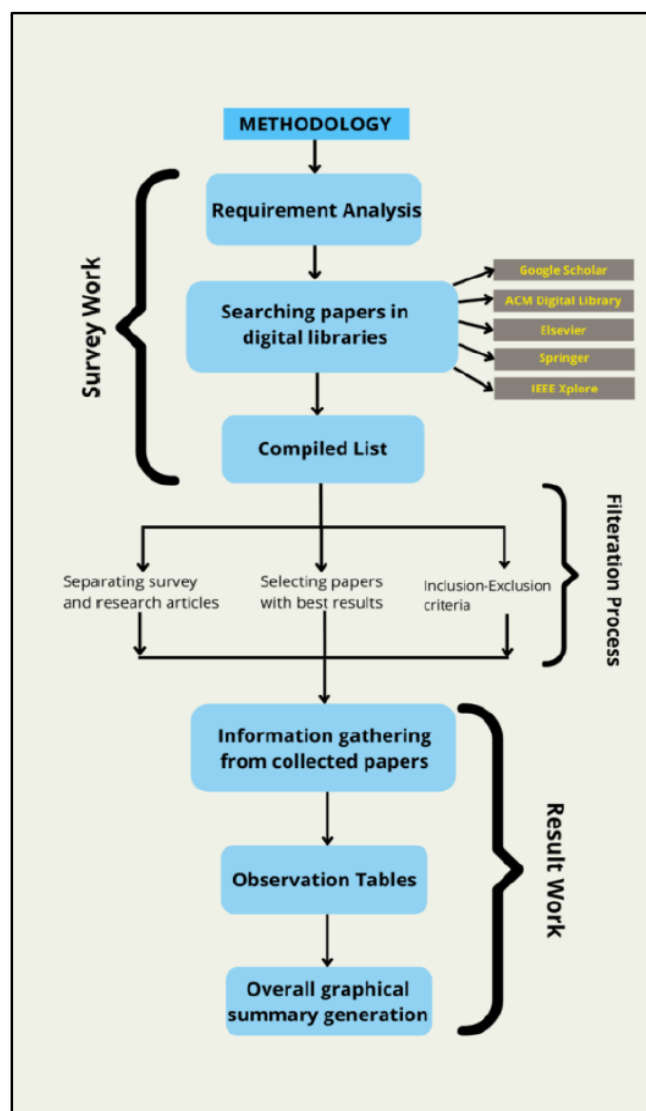 METHODOLOGY
Survey Work
Requirement Analysis
Searching papers in
digital libraries
Google Scholar
ACM Digital Library
Elsevier
Springer
IEEE Xplore
Compiled List
Filteration Process
Separating survey
and research articles
Selecting papers
with best results
Inclusion-Exclusion
criteria
Result Work
Information gathering
from collected papers
Observation Tables
Overall graphical
summary generation